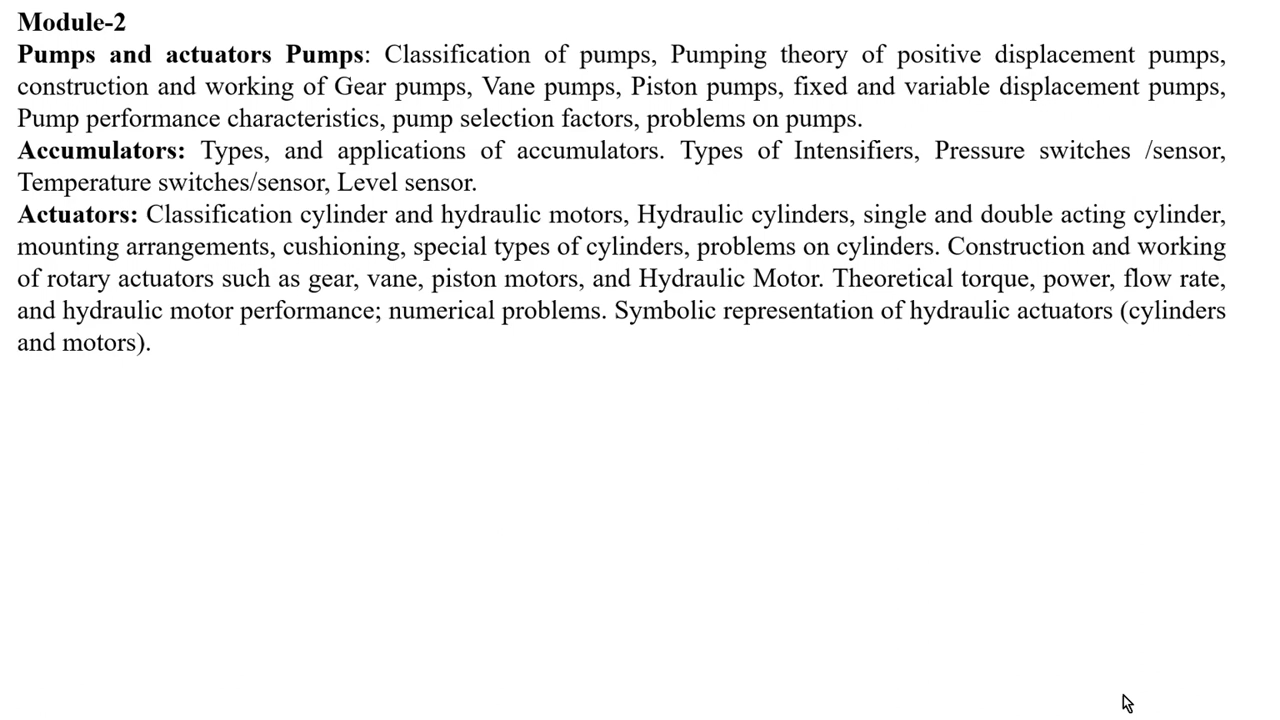 Module-2
Pumps and actuators Pumps: Classification of pumps, Pumping theory of positive displacement pumps,
construction and working of Gear pumps, Vane pumps, Piston pumps, fixed and variable displacement pumps,
Pump performance characteristics, pump selection factors, problems on pumps.
Accumulators: Types, and applications of accumulators. Types of Intensifiers, Pressure switches /sensor,
Temperature switches/sensor, Level sensor.
Actuators: Classification cylinder and hydraulic motors, Hydraulic cylinders, single and double acting cylinder,
mounting arrangements, cushioning, special types of cylinders, problems on cylinders. Construction and working
of rotary actuators such as gear, vane, piston motors, and Hydraulic Motor. Theoretical torque, power, flow rate,
and hydraulic motor performance; numerical problems. Symbolic representation of hydraulic actuators (cylinders
and motors).